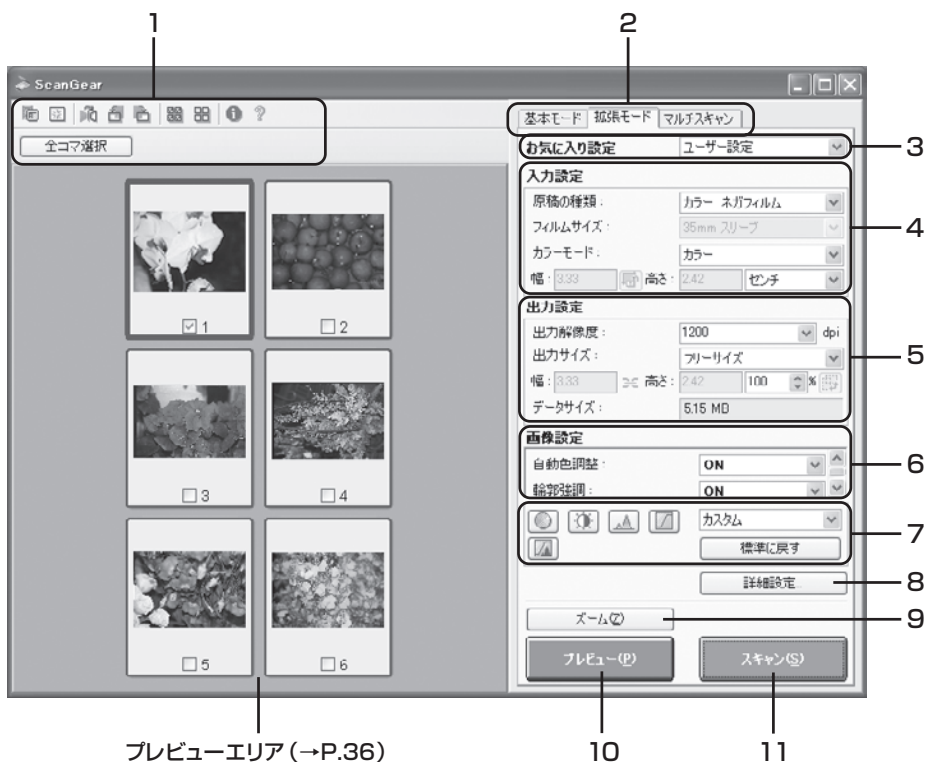 1 2
ScanGear
基本モード 拡張モード マルチスキャン
全コマ選択
お気に入り設定 ユーザー設定 3
入力設定
原稿の種類: カラー ネガフィルム
フィルムサイズ: 35mm スリーブ 4
カラーモード: カラー
幅: 3.33 高さ: 2.42 センチ
出力設定
出力解像度: 1200 dpi
出力サイズ: フリーサイズ 5
幅: 3.33 高さ: 2.42 100 %
データサイズ: 5.15 MB
画像設定
自動色調整: ON 6
輪郭強調: ON
カスタム 7
標準に戻す
詳細設定... 8
ズーム(Z) 9
プレビュー(P) スキャン(S)
1 2
3 4
5 6
プレビューエリア(→P.36) 10 11